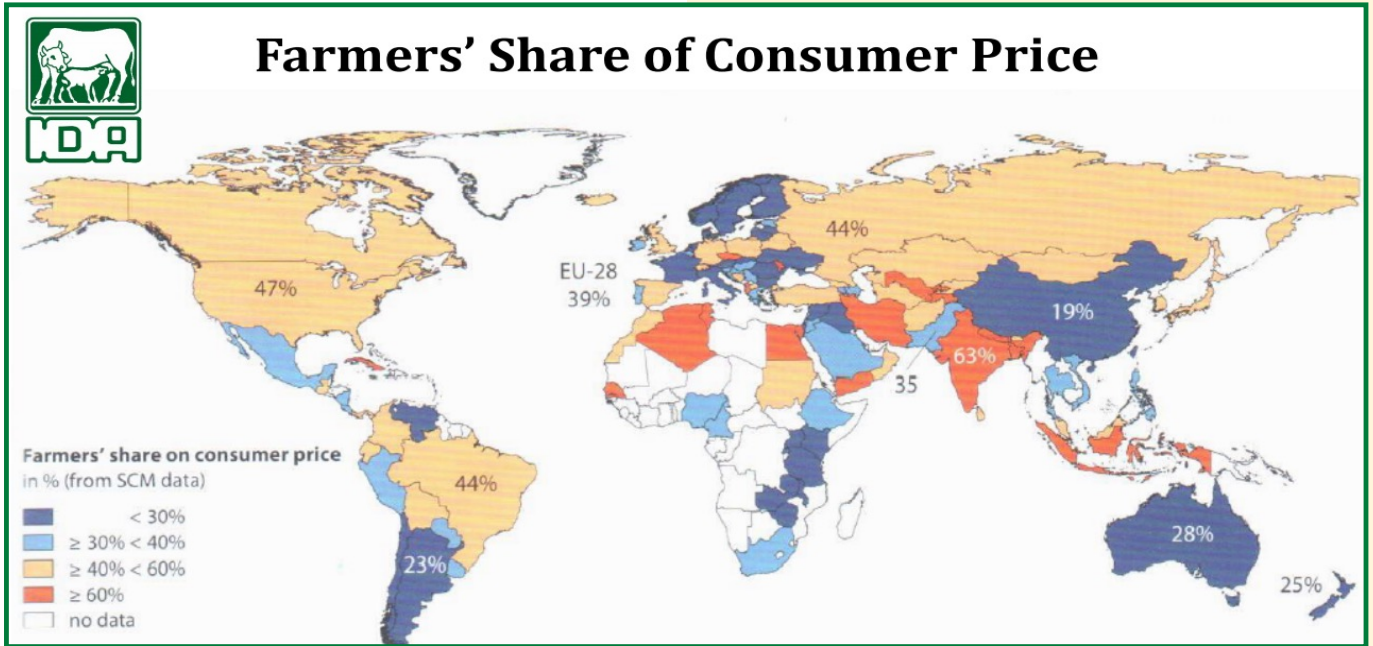 IDA
Farmers’ Share of Consumer Price
44%
EU-28
39%
47%
19%
63%
35
44%
28%
23%
25%
Farmers’ share on consumer price
in % (from SCM data)
< 30%
≥ 30% < 40%
≥ 40% < 60%
≥ 60%
no data